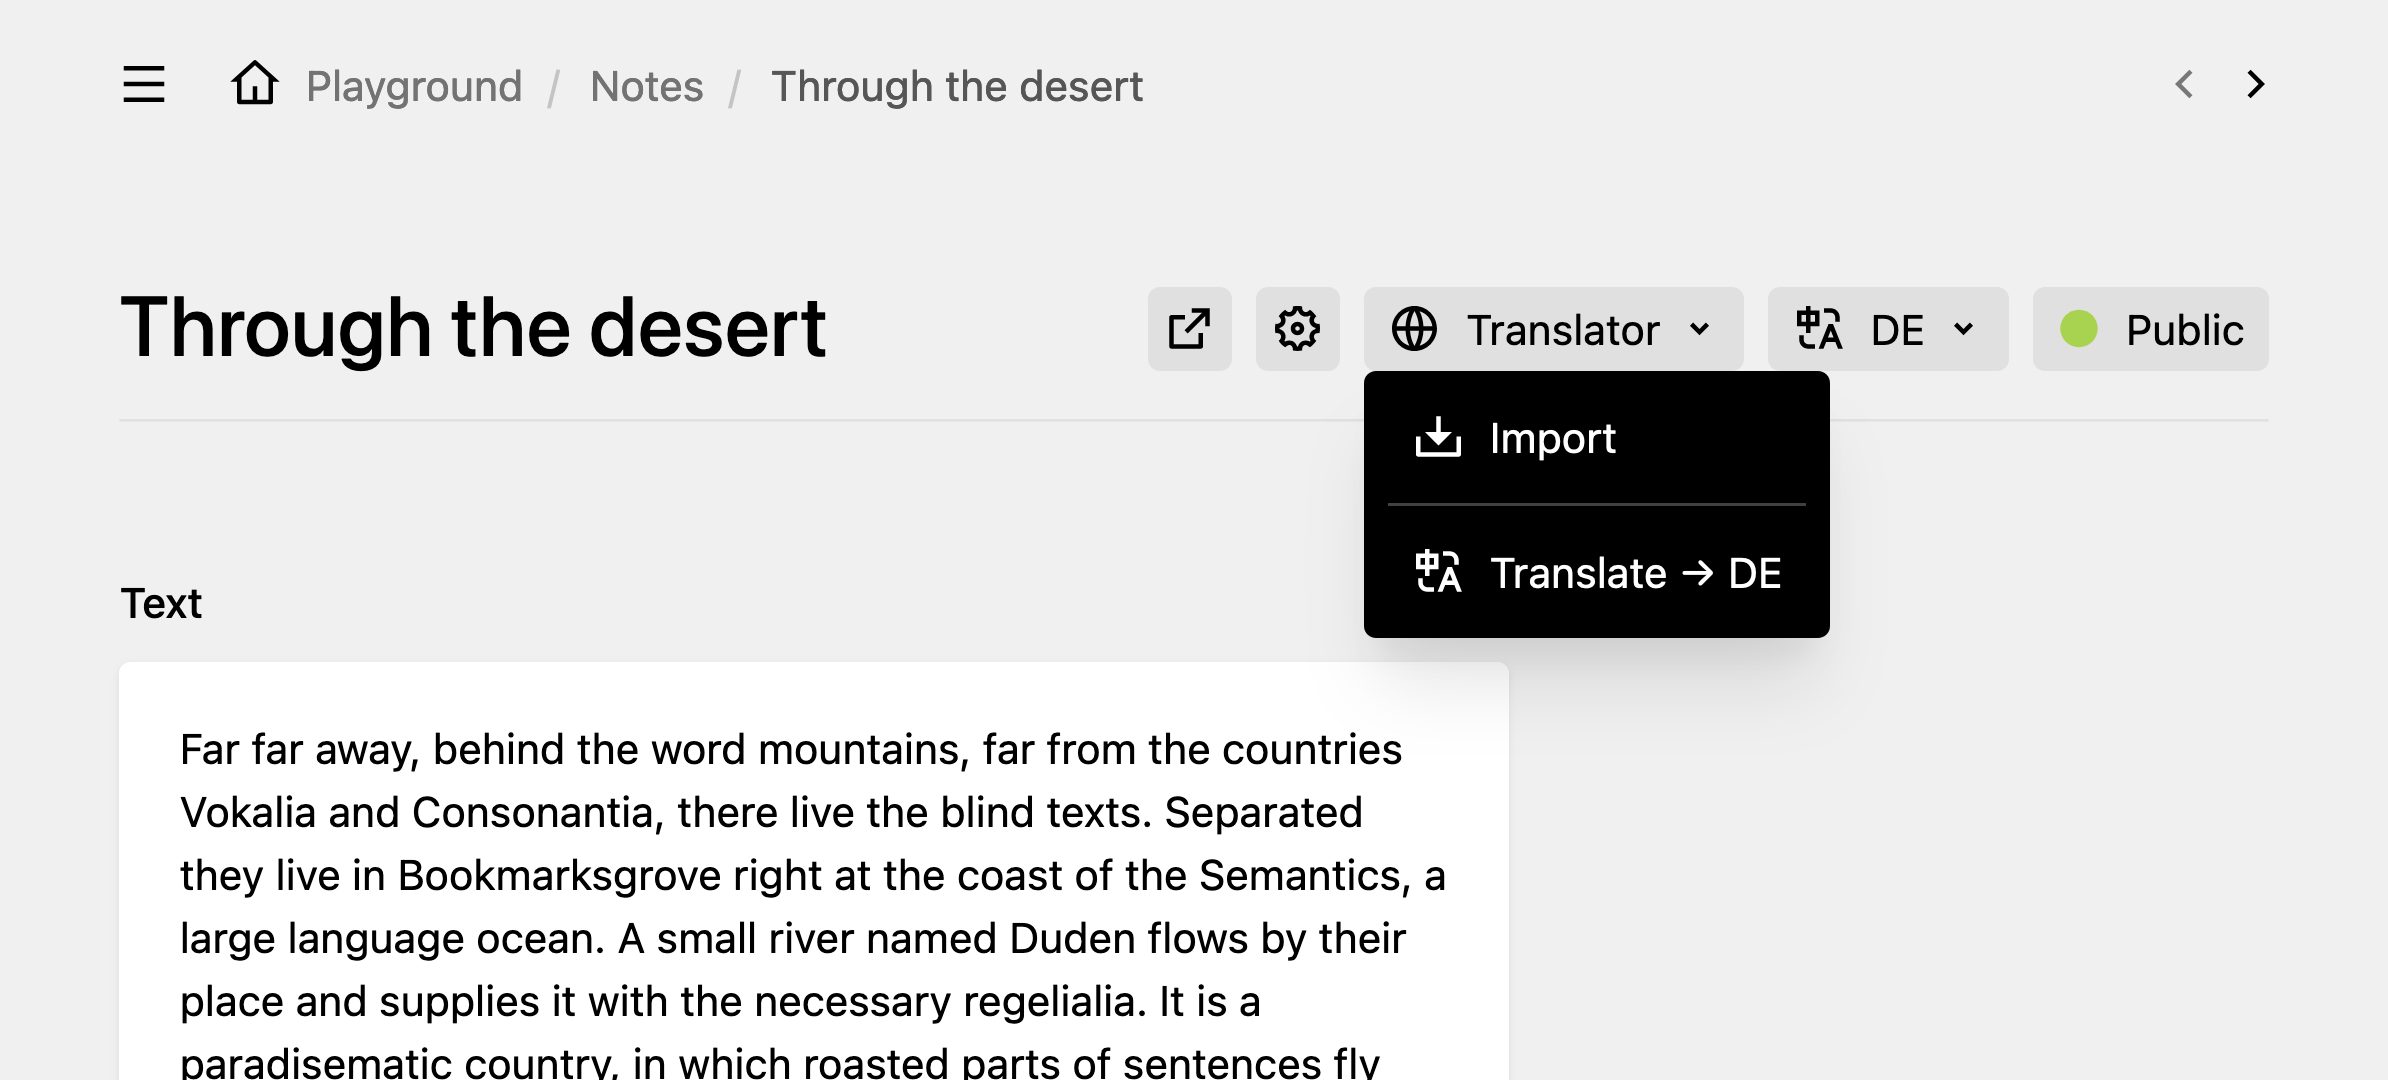 Playground / Notes / Through the desert
Through the desert
Translator
DE
Public
Import
Translate → DE
Text
Far far away, behind the word mountains, far from the countries
Vokalia and Consonantia, there live the blind texts. Separated
they live in Bookmarksgrove right at the coast of the Semantics, a
large language ocean. A small river named Duden flows by their
place and supplies it with the necessary regelialia. It is a
paradisematic country, in which roasted parts of sentences fly